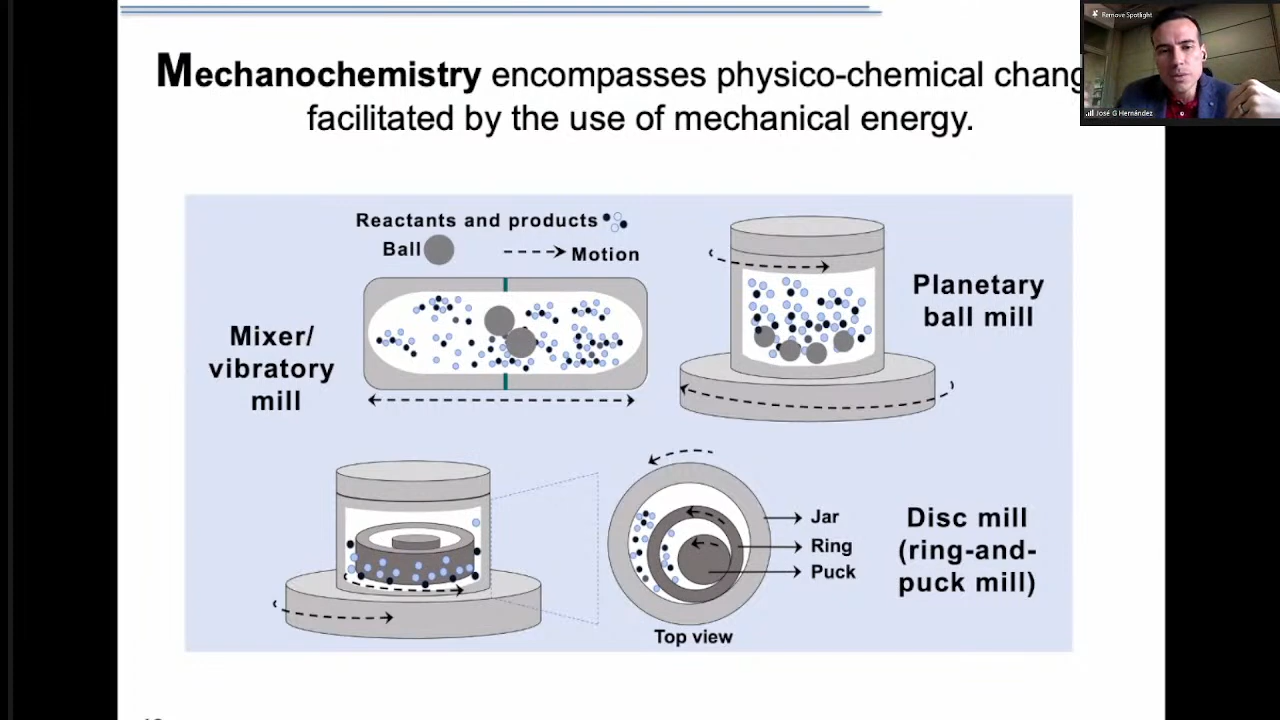 Remove Spotlight
José G Hernández
Mechanochemistry encompasses physico-chemical chang
facilitated by the use of mechanical energy.
Reactants and products
Ball
Motion
Mixer/
vibratory
mill
Planetary
ball mill
Jar
Ring
Puck
Top view
Disc mill
(ring-and-
puck mill)